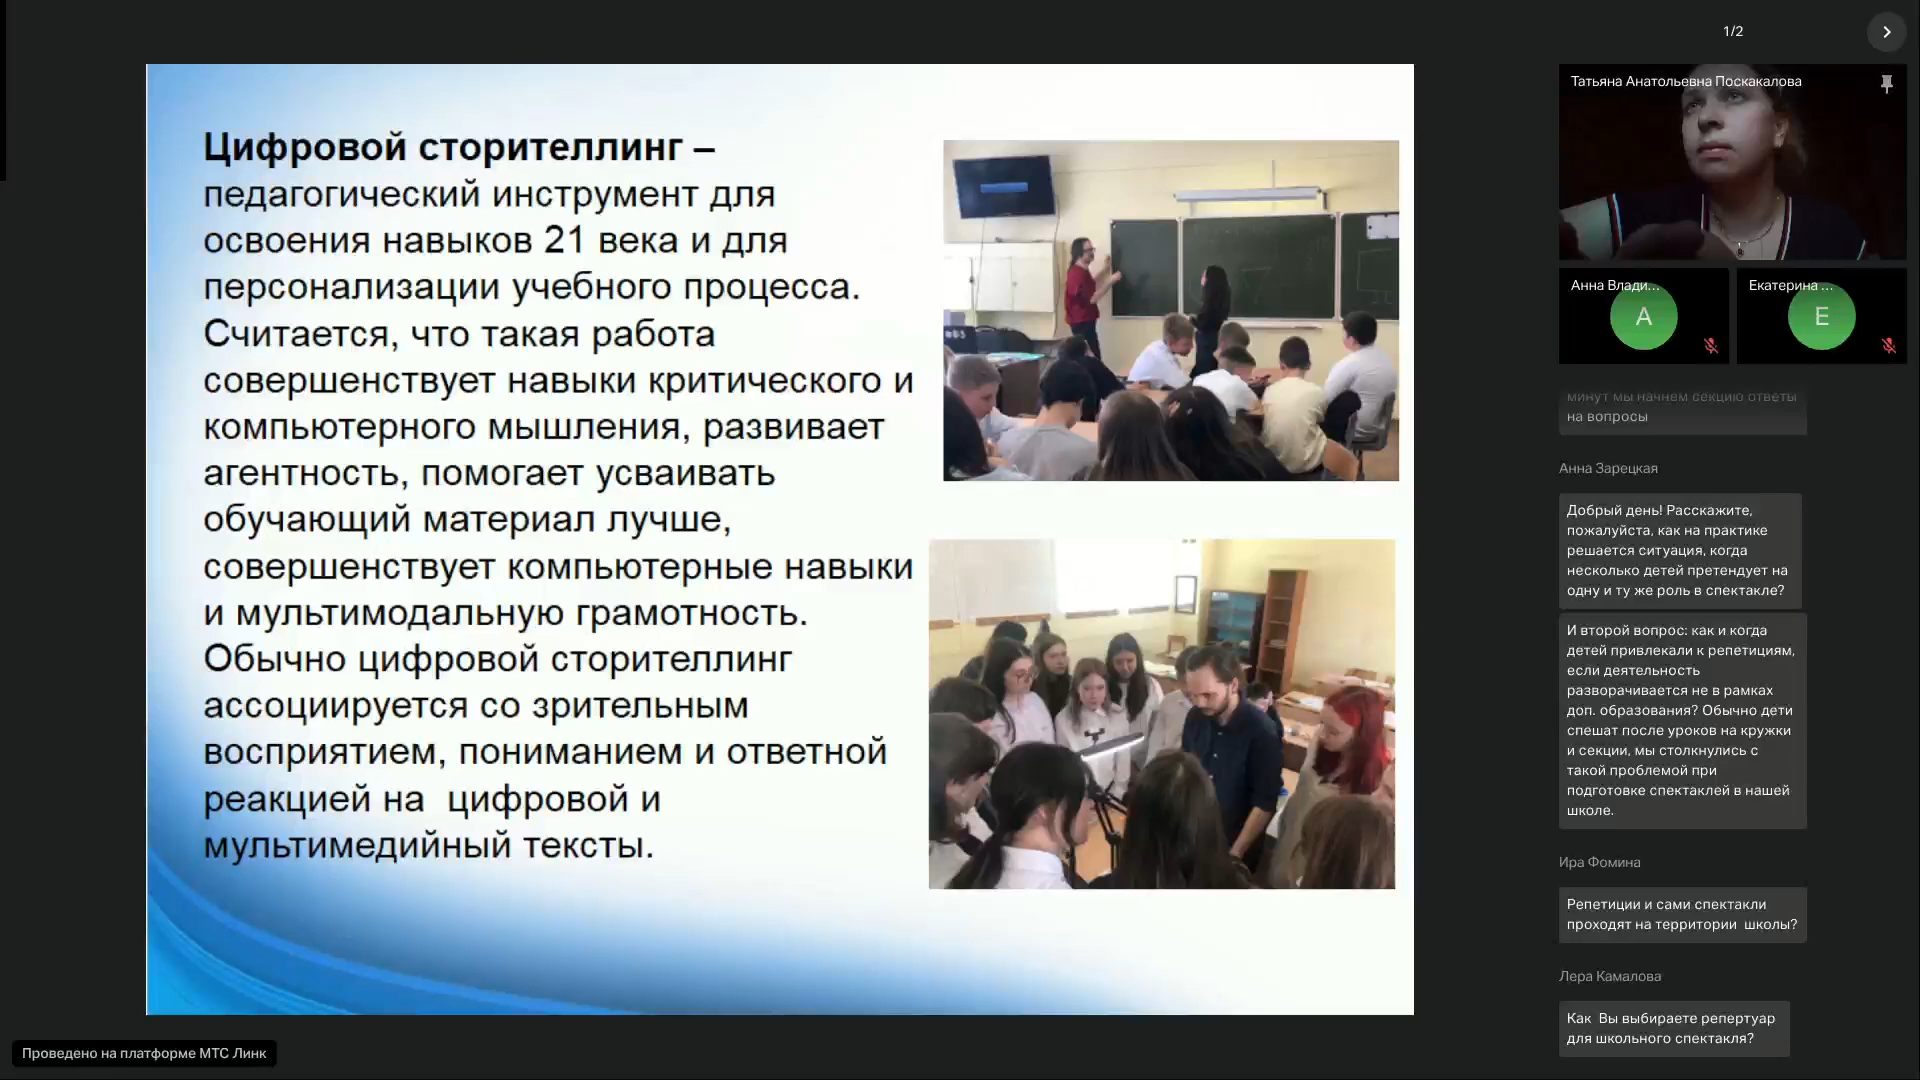 1/2
Цифровой сторителлинг –
педагогический инструмент для
освоения навыков 21 века и для
персонализации учебного процесса.
Считается, что такая работа
совершенствует навыки критического и
компьютерного мышления, развивает
агентность, помогает усваивать
обучающий материал лучше,
совершенствует компьютерные навыки
и мультимодальную грамотность.
Обычно цифровой сторителлинг
ассоциируется со зрительным
восприятием, пониманием и ответной
реакцией на цифровой и
мультимедийный тексты.
Татьяна Анатольевна Поскакалова
Анна Влади...
А
Екатерина ...
Е
минут мы начнем секцию ответы
на вопросы
Анна Зарецкая
Добрый день! Расскажите,
пожалуйста, как на практике
решается ситуация, когда
несколько детей претендует на
одну и ту же роль в спектакле?
И второй вопрос: как и когда
детей привлекали к репетициям,
если деятельность
разворачивается не в рамках
доп. образования? Обычно дети
спешат после уроков на кружки
и секции, мы столкнулись с
такой проблемой при
подготовке спектаклей в нашей
школе.
Ира Фомина
Репетиции и сами спектакли
проходят на территории школы?
Лера Камалова
Как Вы выбираете репертуар
для школьного спектакля?
Проведено на платформе МТС Линк